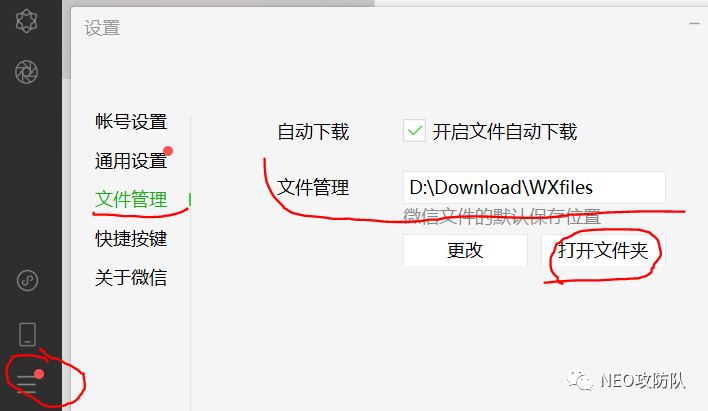 设置
帐号设置
通用设置
文件管理
快捷按键
关于微信
自动下载 开启文件自动下载
文件管理 D:\Download\WXfiles
微信文件的默认保存位置
更改 打开文件夹
NEO攻防队